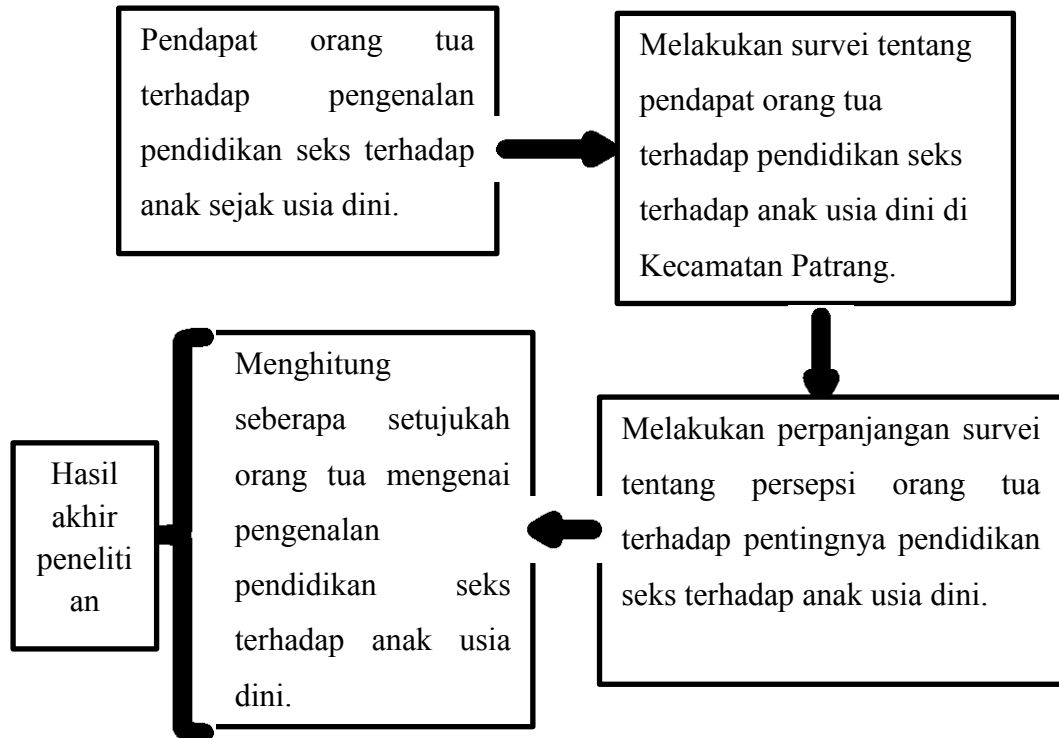 Pendapat orang tua
terhadap pengenalan
pendidikan seks terhadap
anak sejak usia dini.
Melakukan survei tentang
pendapat orang tua
terhadap pendidikan seks
terhadap anak usia dini di
Kecamatan Patrang.
Melakukan perpanjangan survei
tentang persepsi orang tua
terhadap pentingnya pendidikan
seks terhadap anak usia dini.
Menghitung
seberapa setujukah
orang tua mengenai
pengenalan
pendidikan seks
terhadap anak usia
dini.
Hasil
akhir
peneliti
an